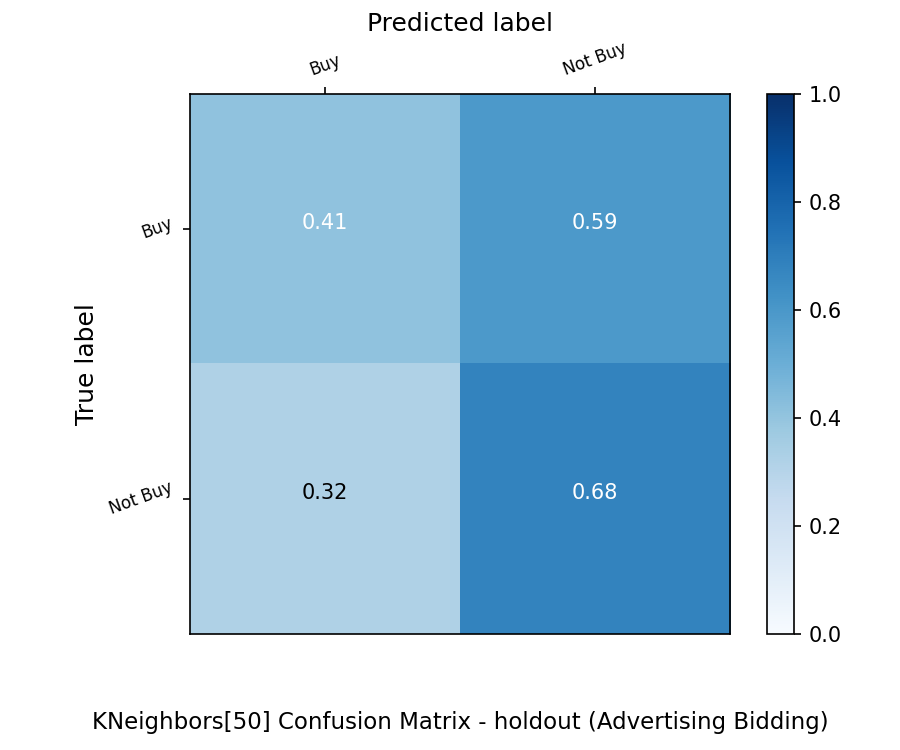 Predicted label
Buy
Not Buy
1.0
0.8
0.6
0.4
0.2
0.0
True label
Buy
0.41
0.59
Not Buy
0.32
0.68
KNeighbors[50] Confusion Matrix - holdout (Advertising Bidding)